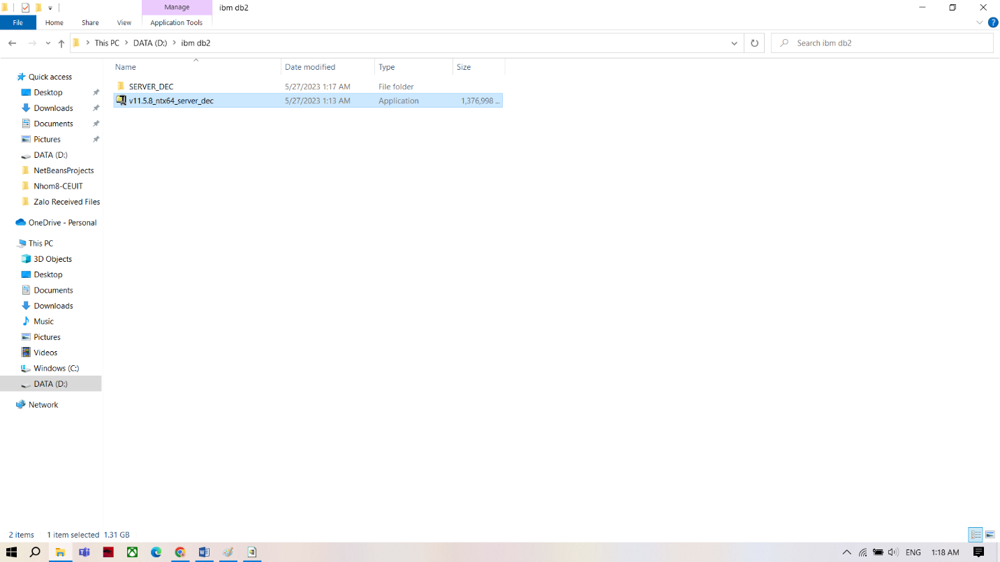 Manage
ibm db2
File
Home
Share
View
Application Tools
?
This PC
DATA (D:)
ibm db2
Search ibm db2
Name
Date modified
Type
Size
SERVER_DEC
5/27/2023 1:17 AM
File folder
v11.5.8_ntx64_server_dec
5/27/2023 1:13 AM
Application
1,376,998 ...
Quick access
Desktop
Downloads
Documents
Pictures
DATA (D:)
NetBeansProjects
Nhom8-CEUIT
Zalo Received Files
OneDrive - Personal
This PC
3D Objects
Desktop
Documents
Downloads
Music
Pictures
Videos
Windows (C:)
DATA (D:)
Network
2 items
1 item selected 1.31 GB
ENG
1:18 AM